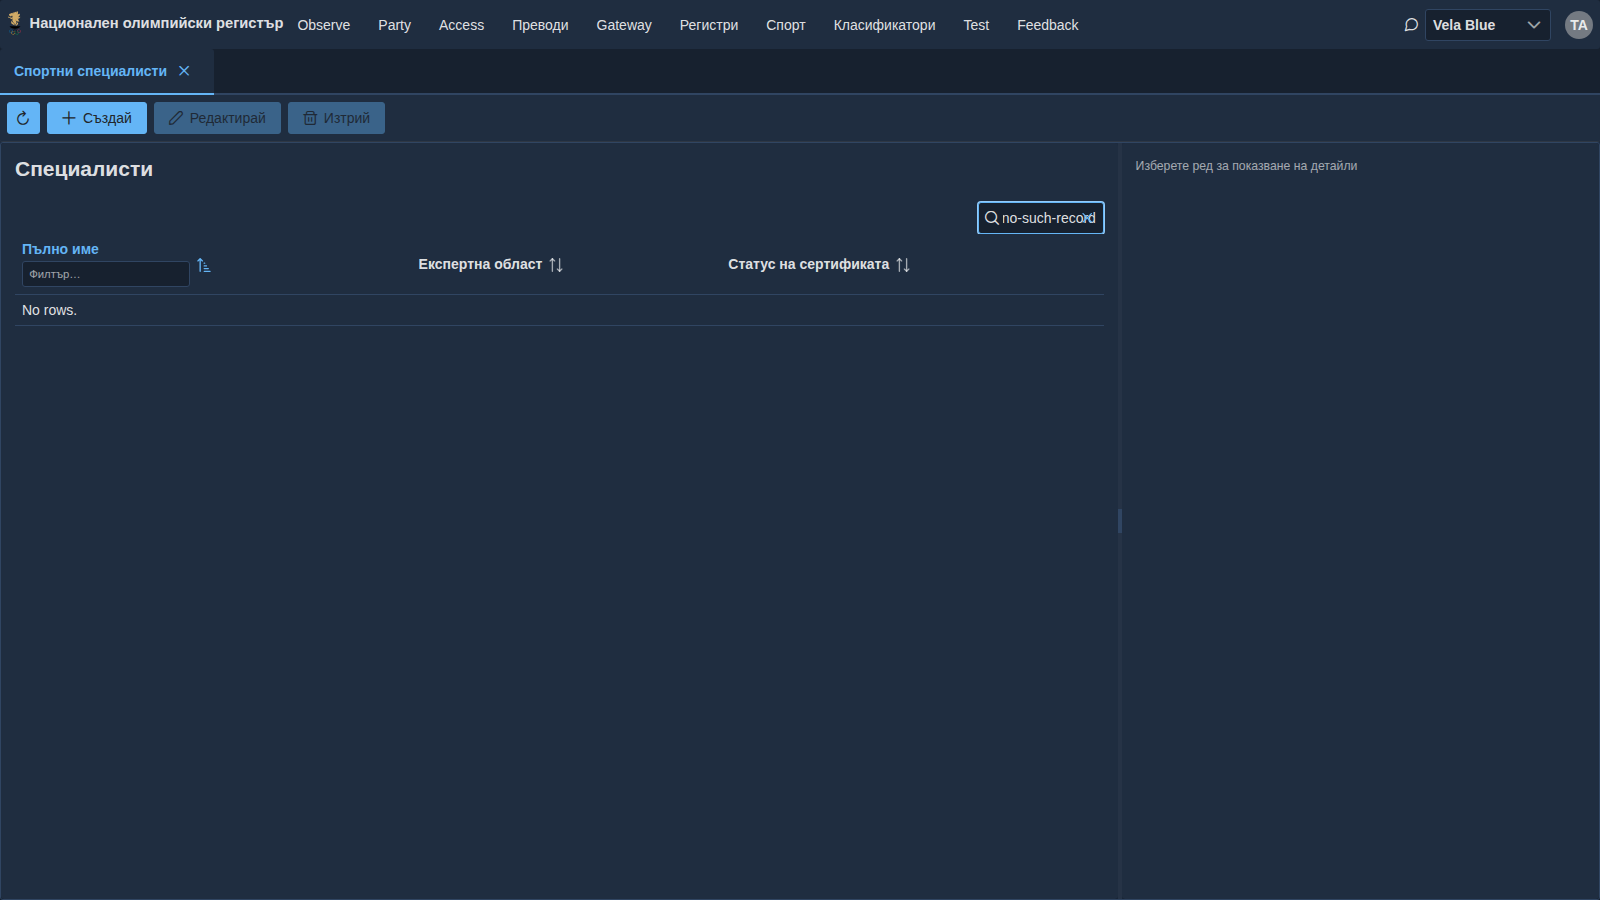 Национален олимпийски регистър
Observe
Party
Access
Преводи
Gateway
Регистри
Спорт
Класификатори
Test
Feedback
Vela Blue
TA
Спортни специалисти
Създай
Редактирай
Изтрий
Специалисти
Изберете ред за показване на детайли
no-such-record
Пълно име
Филтър...
Експертна област
Статус на сертификата
No rows.